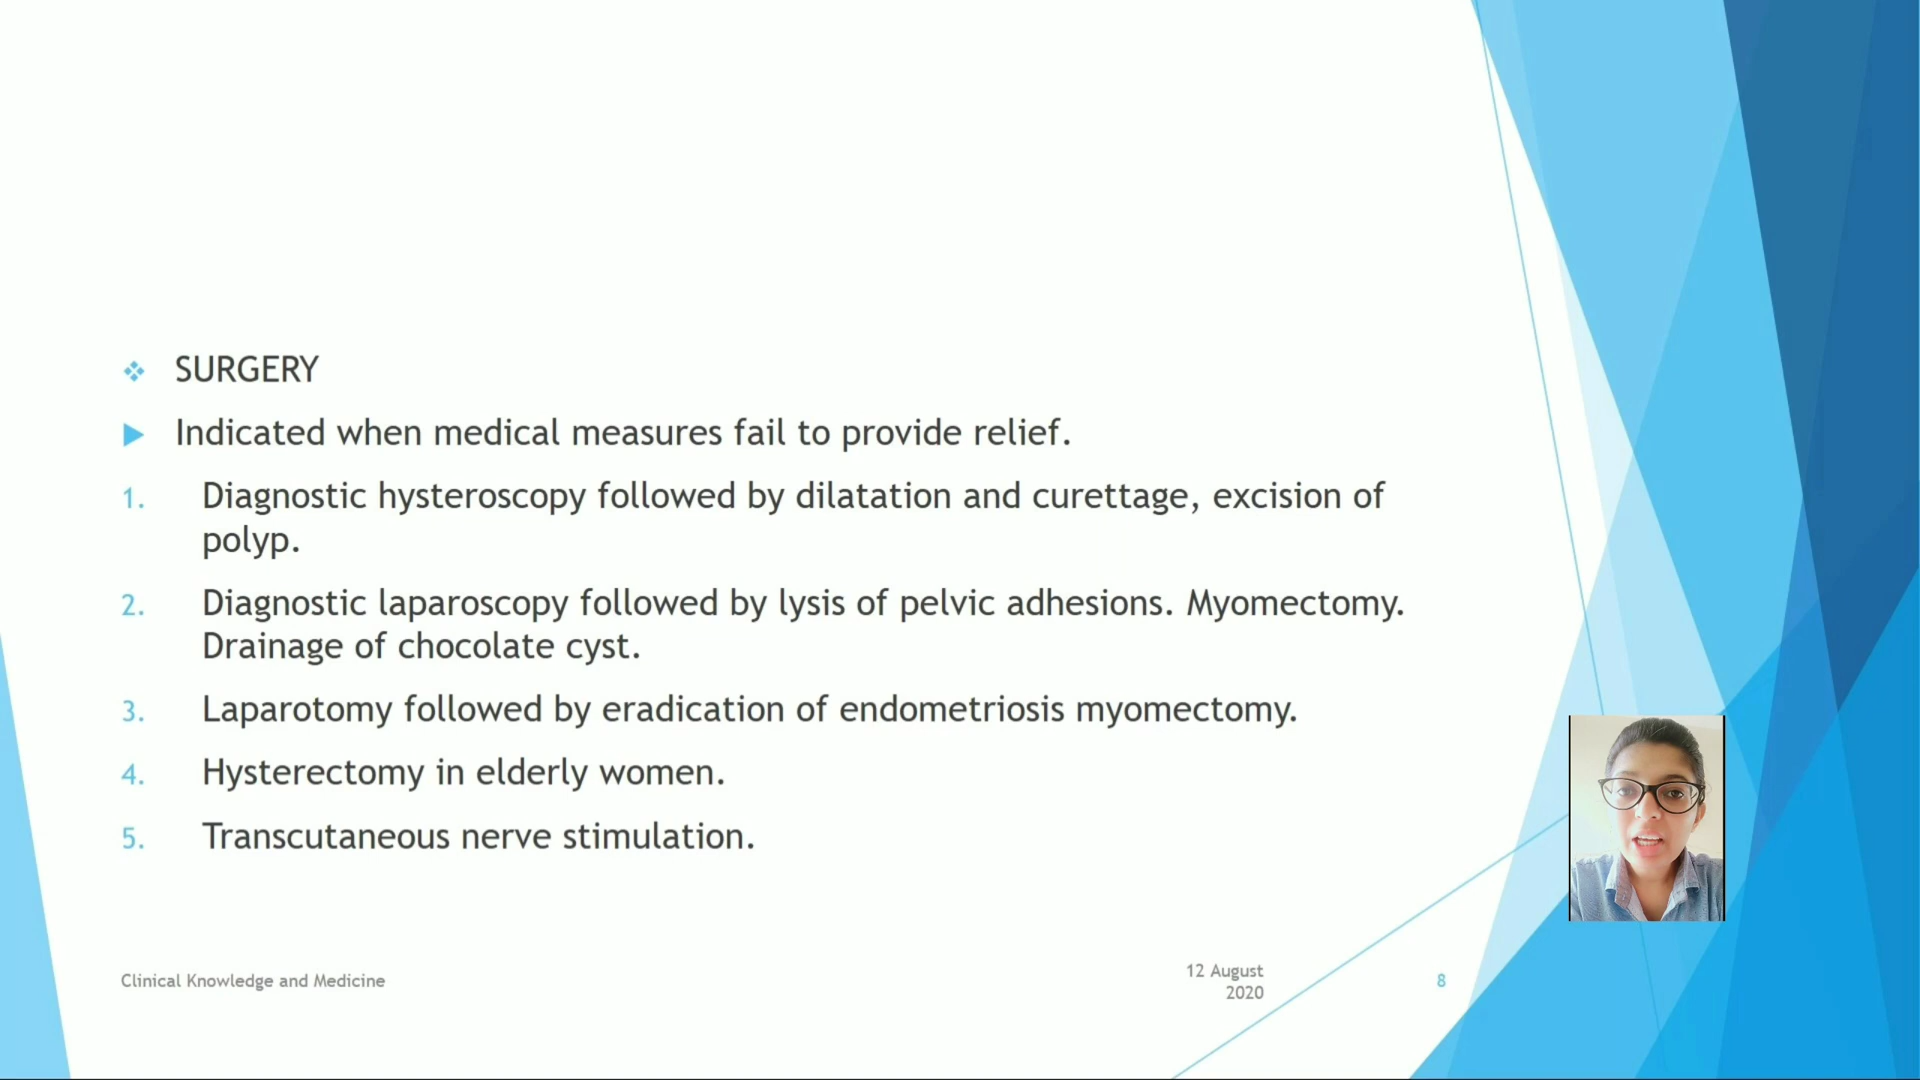 SURGERY
Indicated when medical measures fail to provide relief.
1. Diagnostic hysteroscopy followed by dilatation and curettage, excision of
polyp.
2. Diagnostic laparoscopy followed by lysis of pelvic adhesions. Myomectomy.
Drainage of chocolate cyst.
3. Laparotomy followed by eradication of endometriosis myomectomy.
4. Hysterectomy in elderly women.
5. Transcutaneous nerve stimulation.
Clinical Knowledge and Medicine
12 August
2020
8